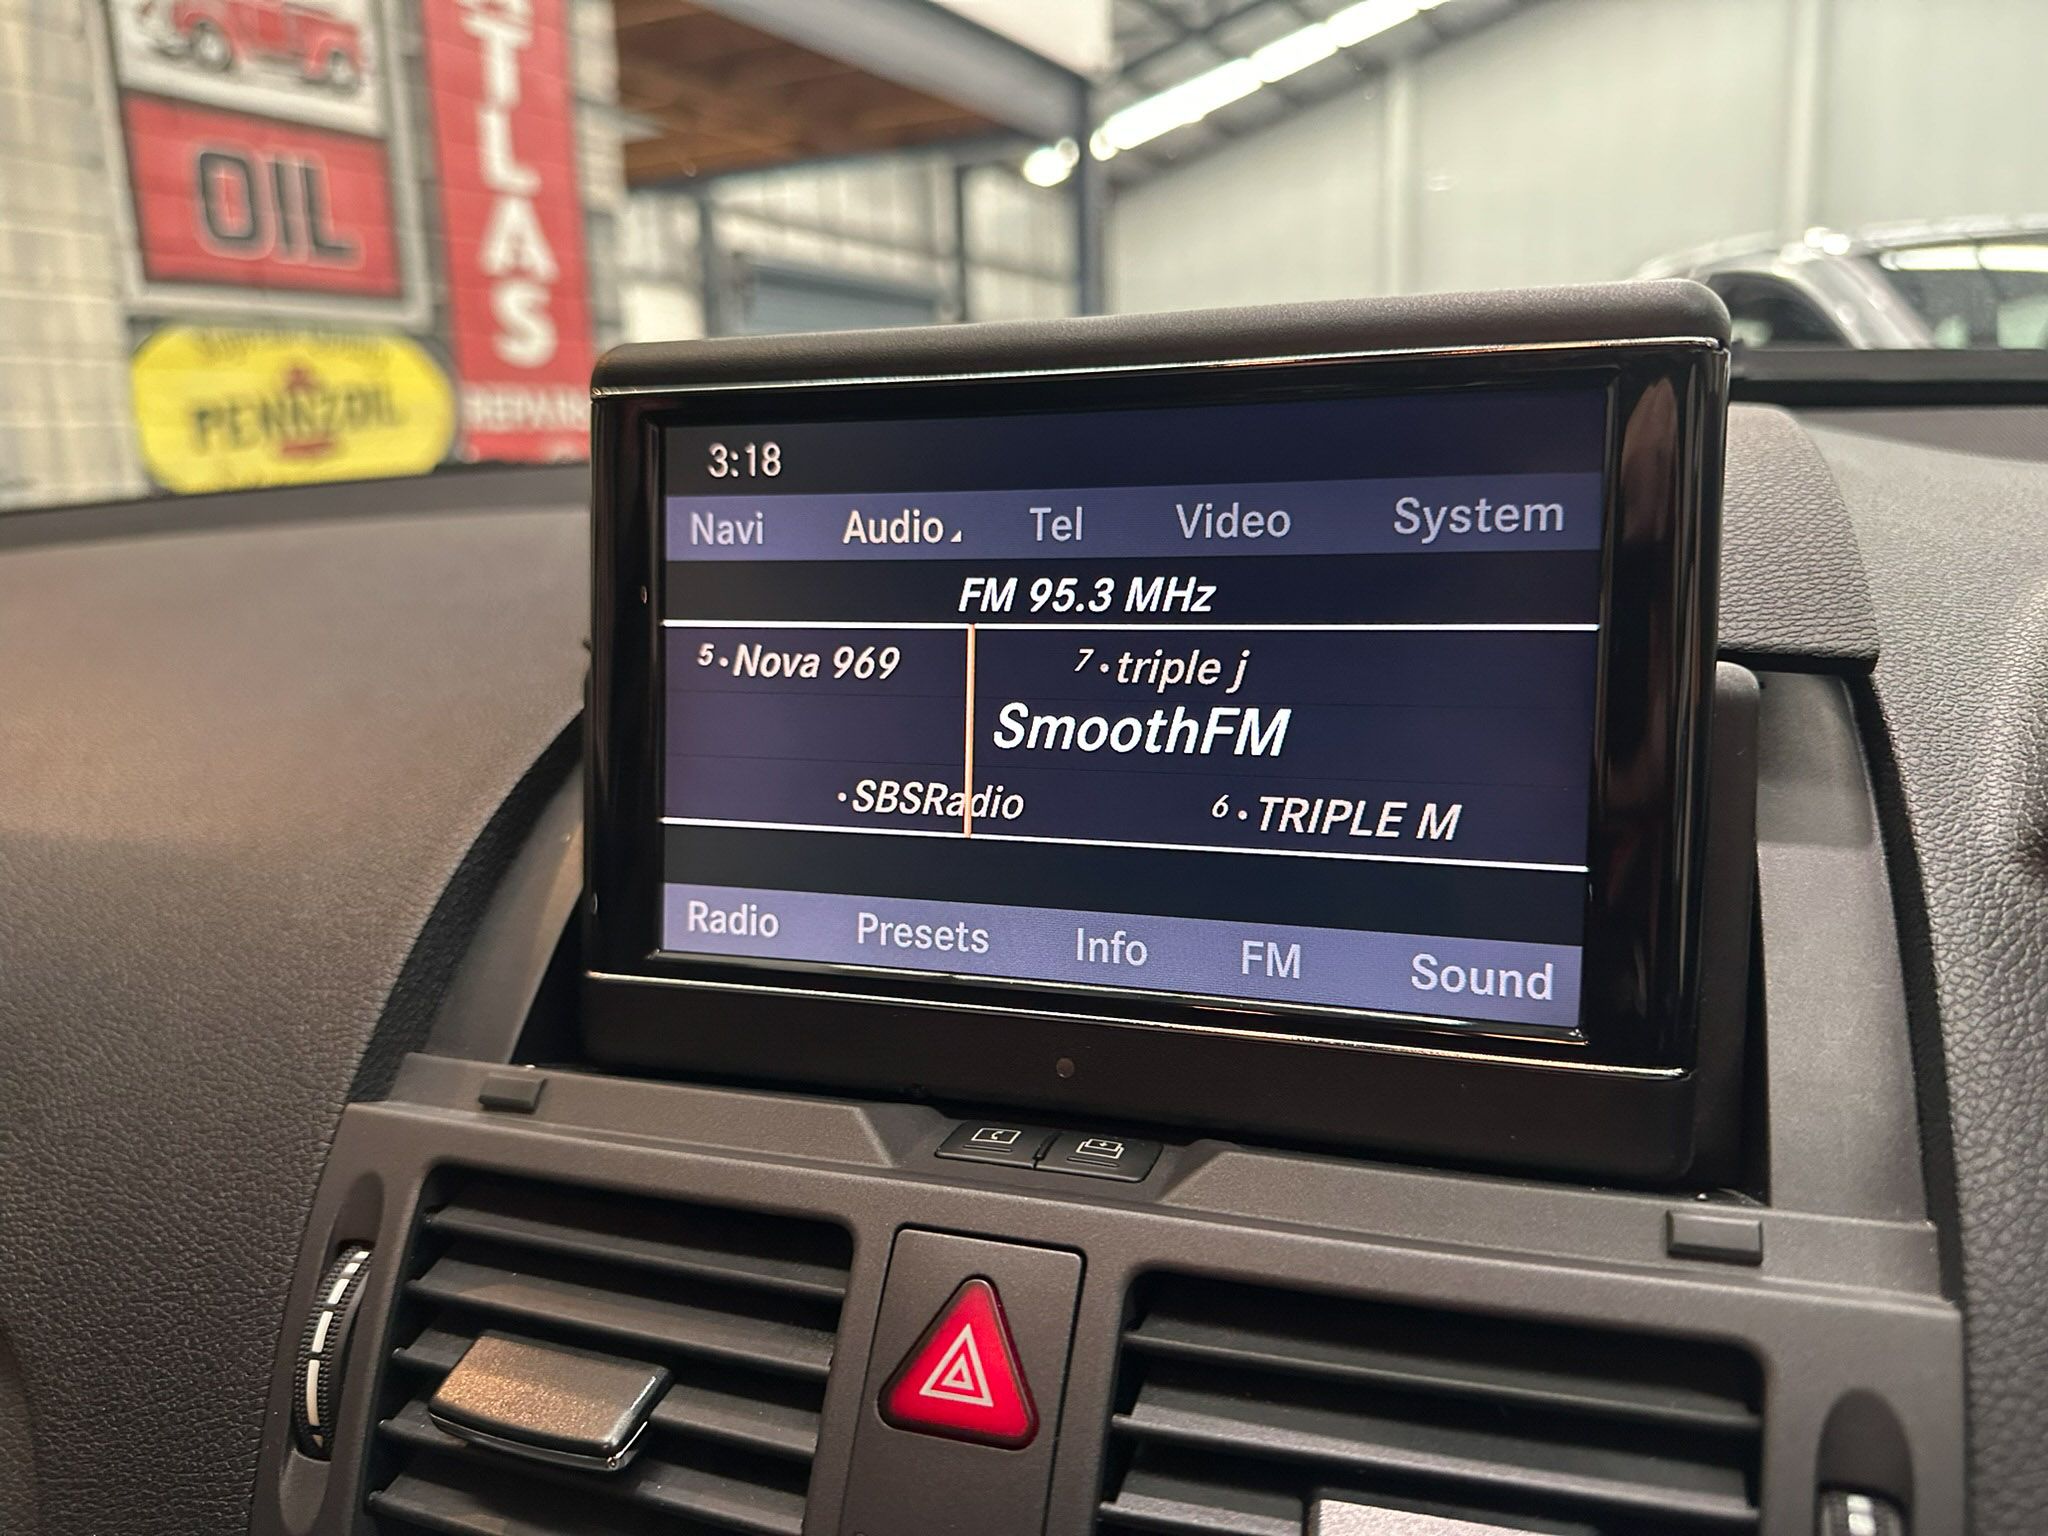 OIL
ATLAS
PENNZOIL
REPAIRS
3:18
Navi Audio Tel Video System
FM 95.3 MHz
5 · Nova 969 7 · triple j
SmoothFM
· SBSRadio 6 · TRIPLE M
Radio Presets Info FM Sound